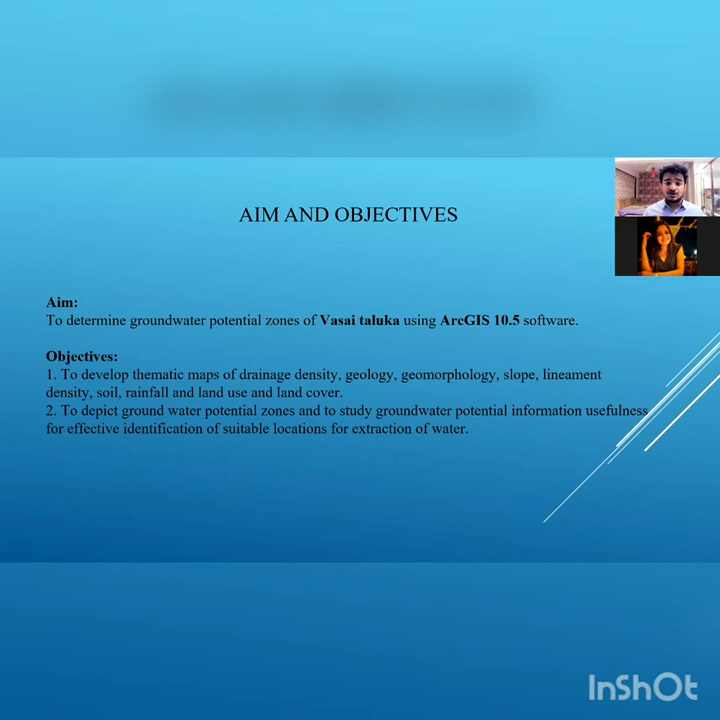 AIM AND OBJECTIVES
Aim:
To determine groundwater potential zones of Vasai taluka using ArcGIS 10.5 software.
Objectives:
1. To develop thematic maps of drainage density, geology, geomorphology, slope, lineament
density, soil, rainfall and land use and land cover.
2. To depict ground water potential zones and to study groundwater potential information usefulness
for effective identification of suitable locations for extraction of water.
InShOt